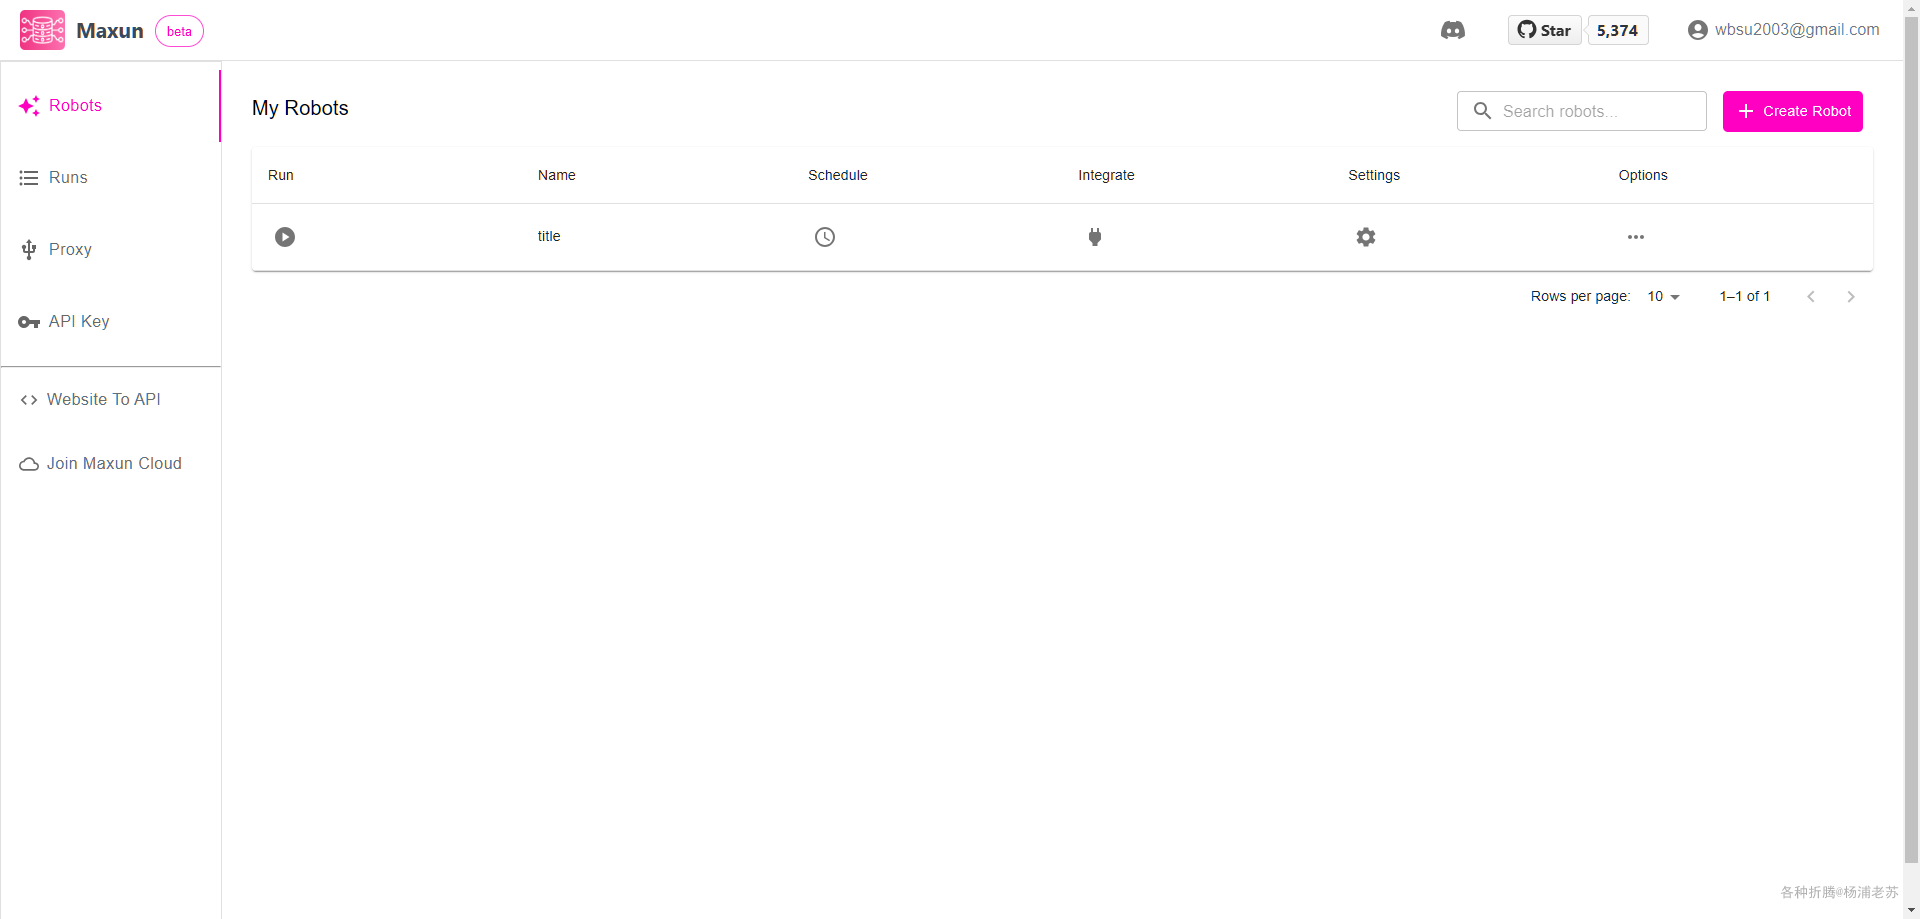 Maxun beta
Star 5,374 wbsu2003@gmail.com
Robots
Runs
Proxy
API Key
Website To API
Join Maxun Cloud
My Robots
Search robots...
Create Robot
Run Name Schedule Integrate Settings Options
title
Rows per page: 10 1–1 of 1
各种折腾@杨浦老苏